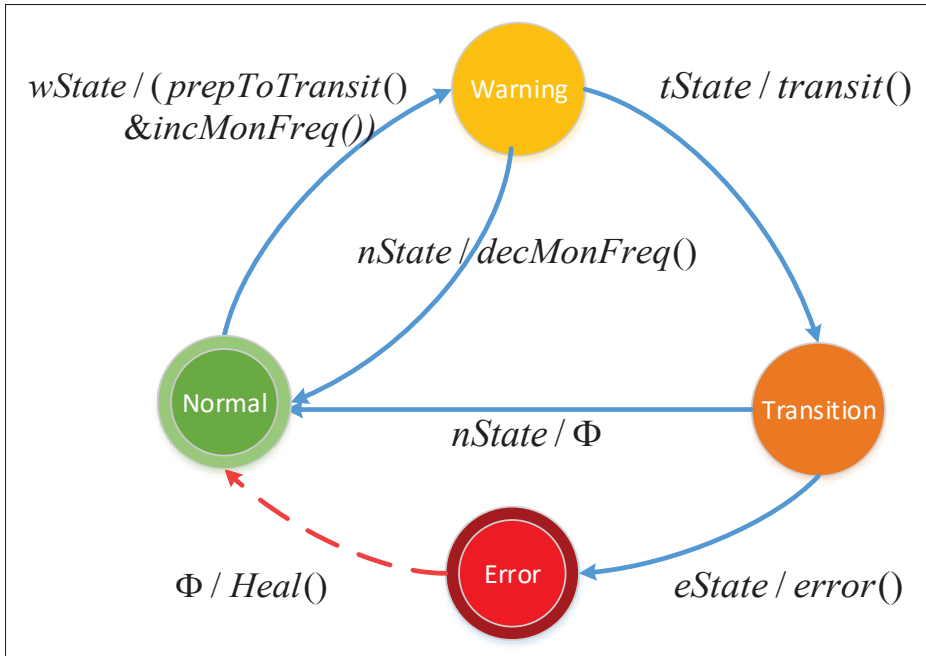 wState / (prepToTransit()
&incMonFreq())
Warning
tState / transit()
nState / decMonFreq()
Normal
Transition
nState / Φ
Error
Φ / Heal()
eState / error()